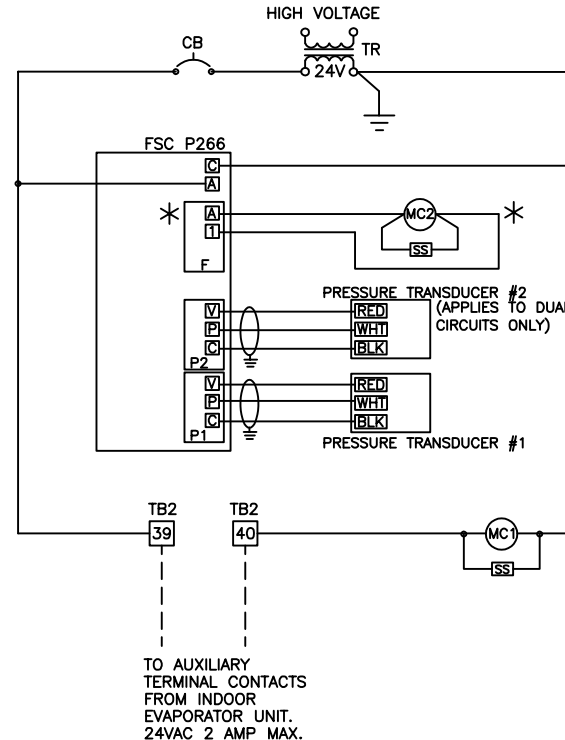 HIGH VOLTAGE
CB
TR
24V
FSC P266
C
A
A
MC2
1
SS
F
PRESSURE TRANSDUCER #2
(APPLIES TO DUAL
CIRCUITS ONLY)
V
RED
P
WHT
C
BLK
P2
V
RED
P
WHT
C
BLK
P1
PRESSURE TRANSDUCER #1
TB2
TB2
39
40
MC1
SS
TO AUXILIARY
TERMINAL CONTACTS
FROM INDOOR
EVAPORATOR UNIT.
24VAC 2 AMP MAX.